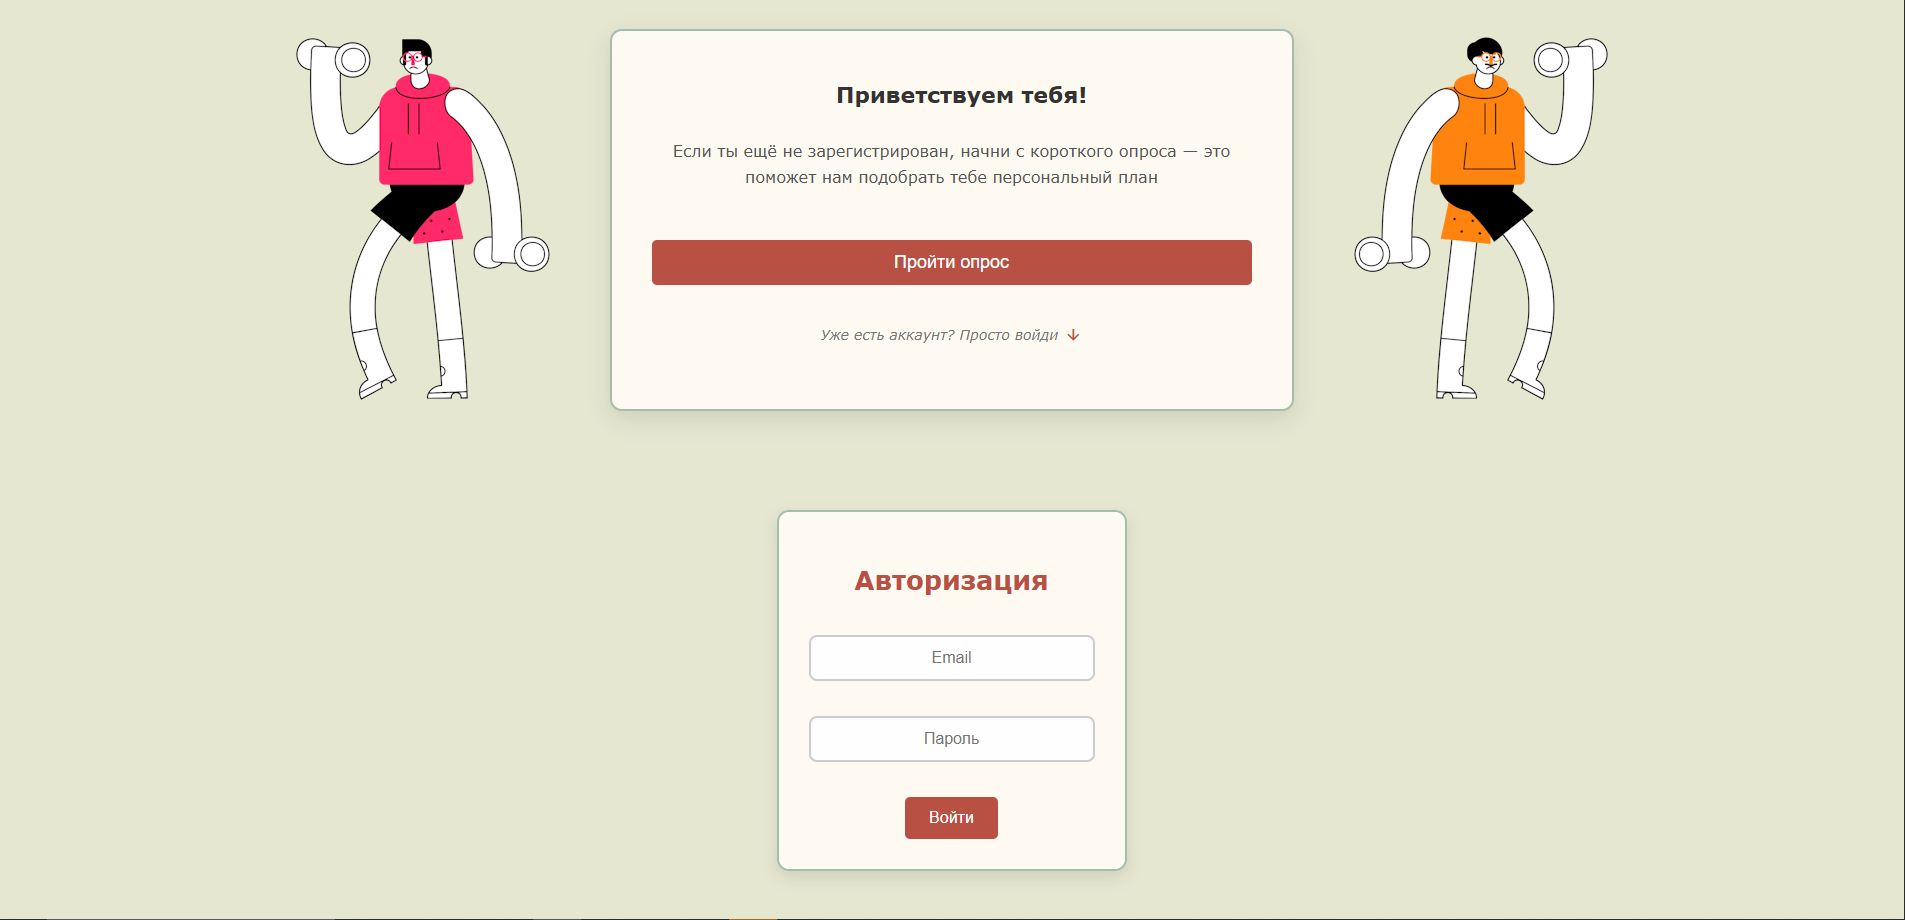 Приветствуем тебя!
Если ты ещё не зарегистрирован, начни с короткого опроса — это
поможет нам подобрать тебе персональный план
Пройти опрос
Уже есть аккаунт? Просто войди ↓
Авторизация
Email
Пароль
Войти